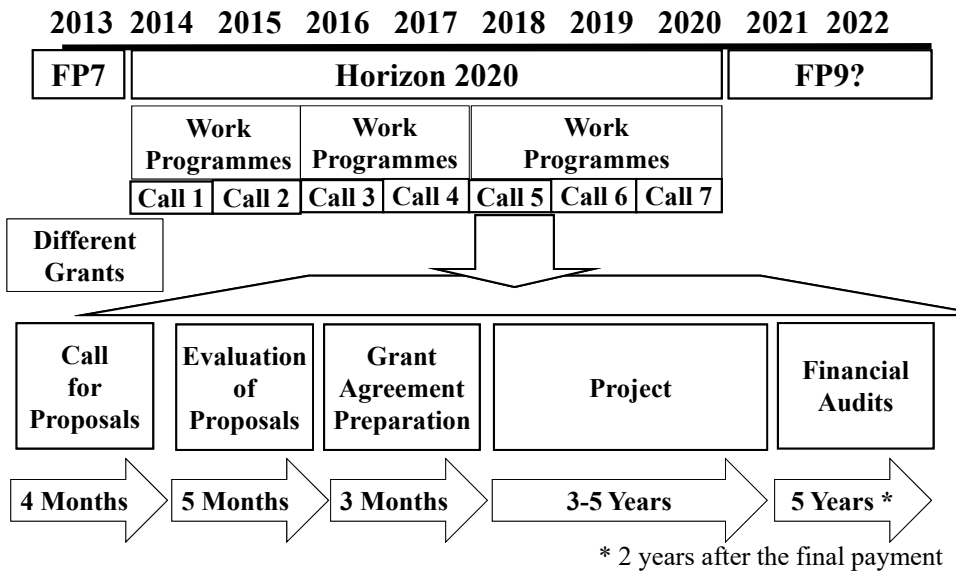 2013 2014 2015 2016 2017 2018 2019 2020 2021 2022
FP7 Horizon 2020 FP9?
Work Work Work
Programmes Programmes Programmes
Call 1 Call 2 Call 3 Call 4 Call 5 Call 6 Call 7
Different
Grants
Call
for
Proposals
Evaluation
of
Proposals
Grant
Agreement
Preparation
Project
Financial
Audits
4 Months 5 Months 3 Months 3-5 Years 5 Years *
* 2 years after the final payment